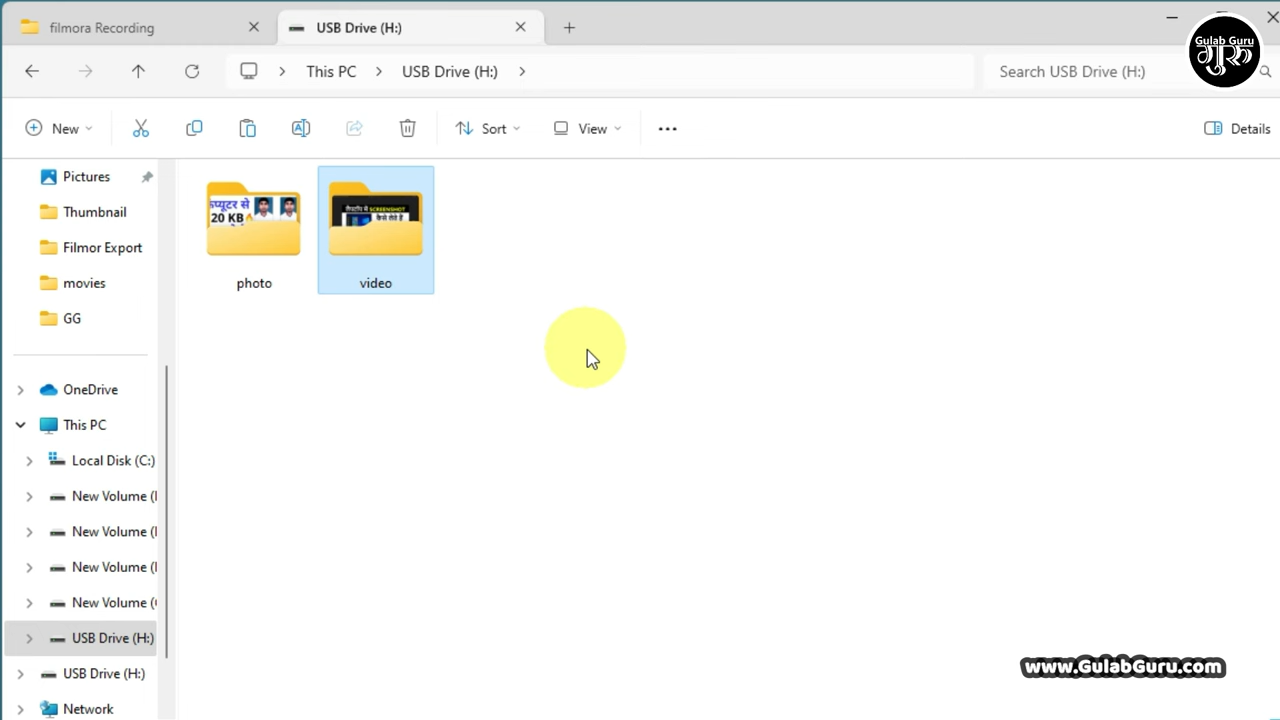 filmora Recording
USB Drive (H:)
Gulab Guru
गुरु
This PC
USB Drive (H:)
Search USB Drive (H:)
New
Sort
View
Details
Pictures
Thumbnail
Filmor Export
movies
GG
OneDrive
This PC
Local Disk (C:)
New Volume (
New Volume (
New Volume (
New Volume (
USB Drive (H:)
USB Drive (H:)
Network
20 KB
photo
SCREENSHOT
कैसे लेते है
video
www.GulabGuru.com